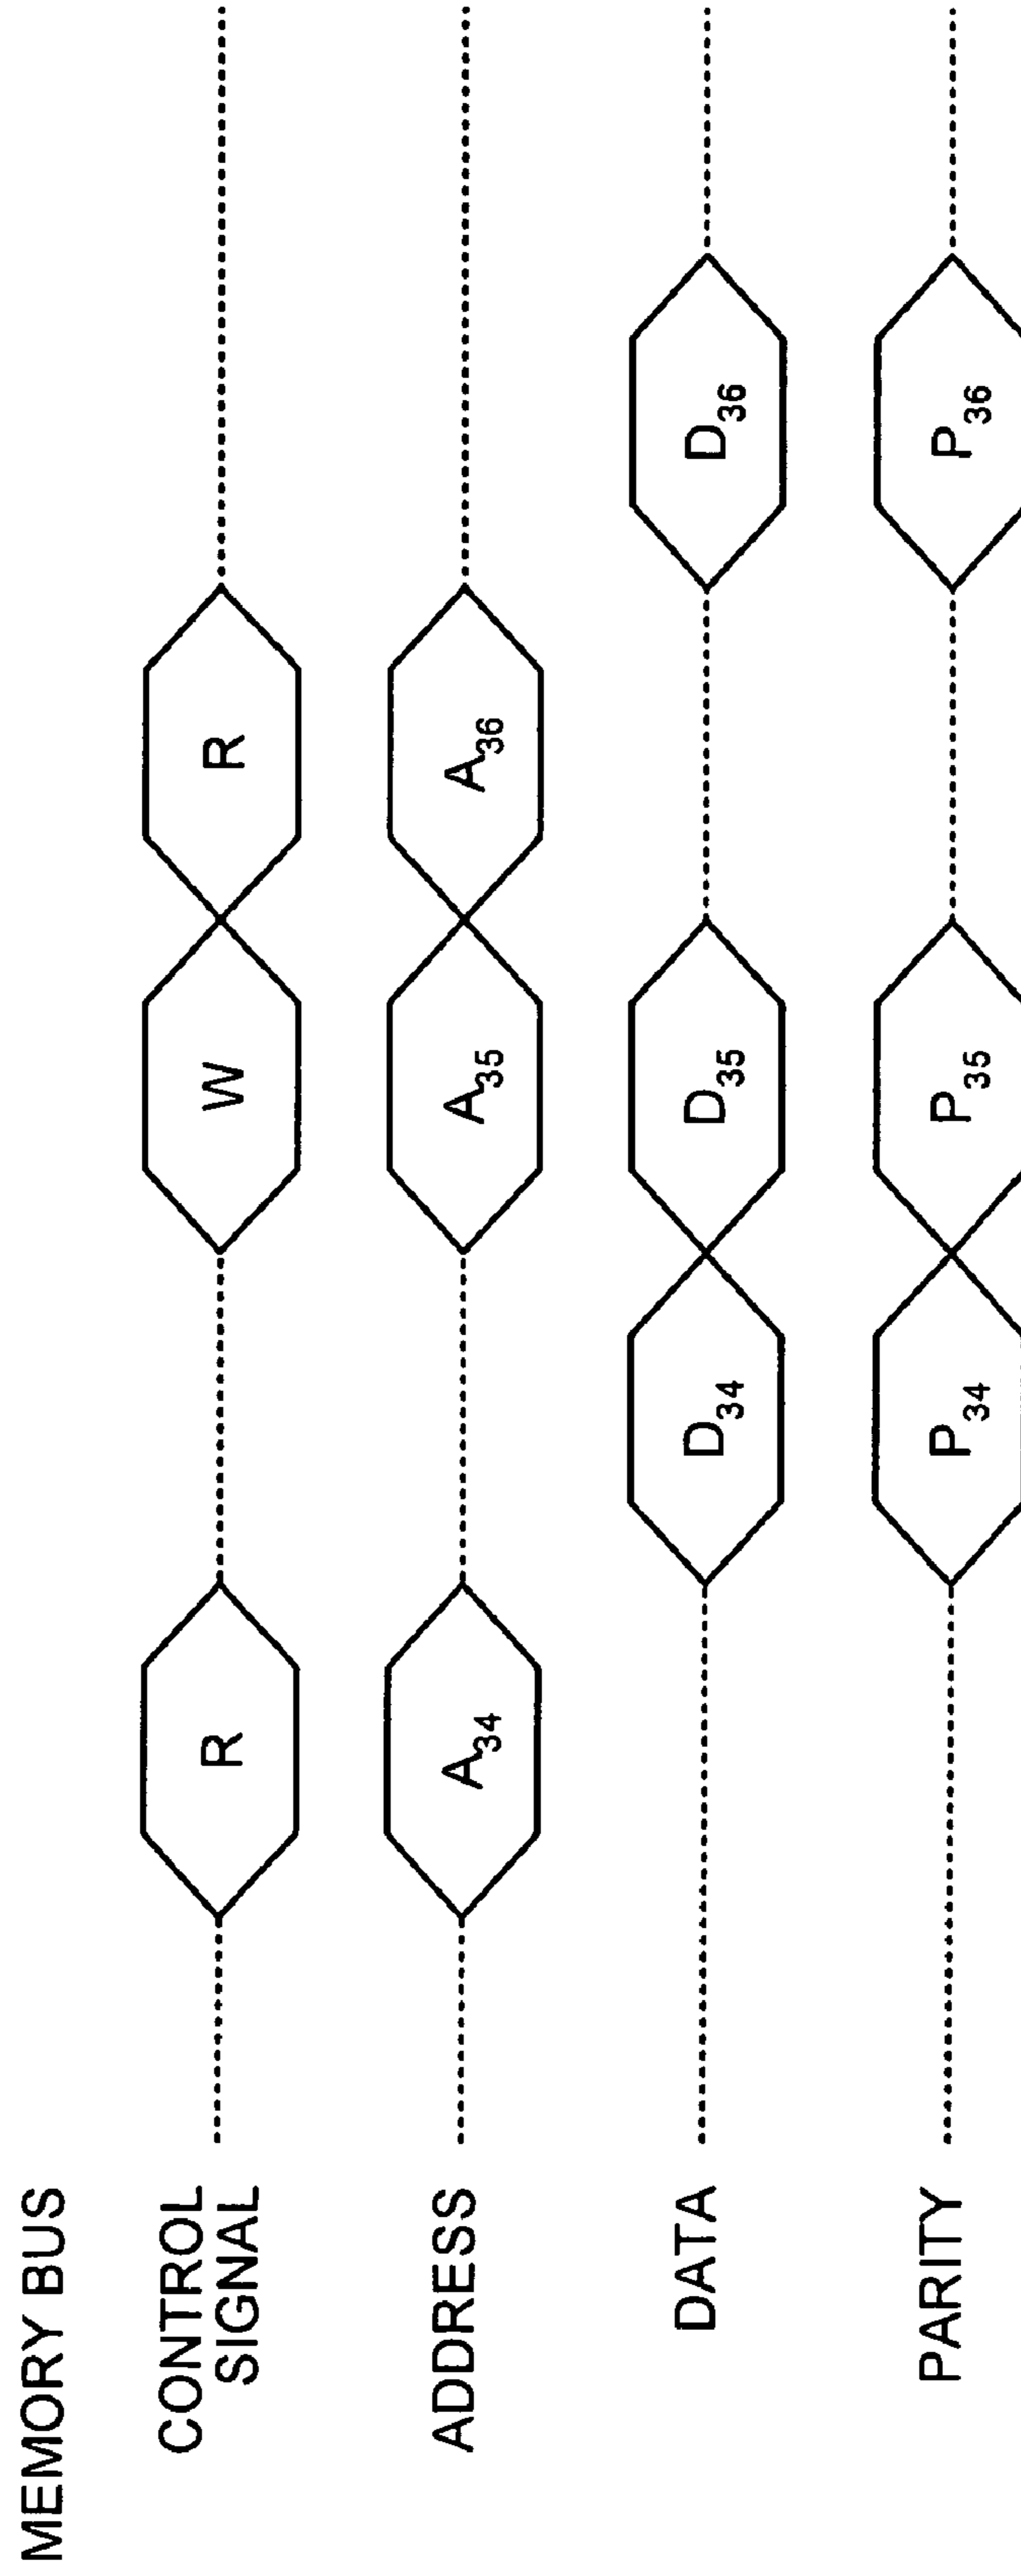 MEMORY BUS
CONTROL
SIGNAL
R
W
R
ADDRESS
A34
A35
A36
DATA
D34
D35
D36
PARITY
P34
P35
P36